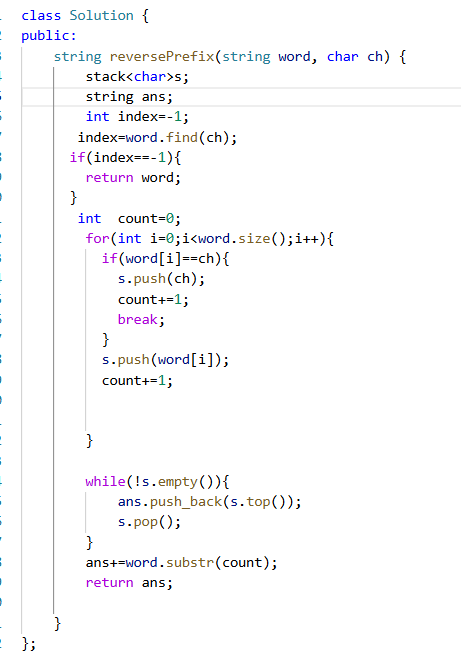 class Solution {
public:
    string reversePrefix(string word, char ch) {
        stack<char>s;
        string ans;
        int index=-1;
       index=word.find(ch);
      if(index==-1){
        return word;
      }
       int  count=0;
        for(int i=0;i<word.size();i++){
          if(word[i]==ch){
            s.push(ch);
            count+=1;
            break;
          }
          s.push(word[i]);
          count+=1;
        }
        while(!s.empty()){
            ans.push_back(s.top());
            s.pop();
        }
        ans+=word.substr(count);
        return ans;
    }
};